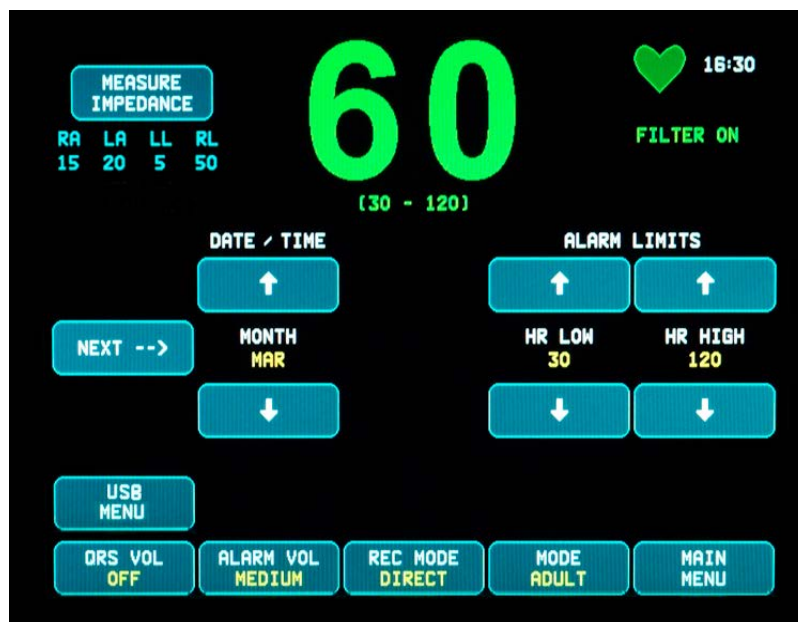 MEASURE
IMPEDANCE
RA LA LL RL
15 20 5 50
60
(30 - 120)
16:30
FILTER ON
DATE / TIME
ALARM LIMITS
NEXT -->
MONTH
MAR
HR LOW
30
HR HIGH
120
USB
MENU
QRS VOL
OFF
ALARM VOL
MEDIUM
REC MODE
DIRECT
MODE
ADULT
MAIN
MENU